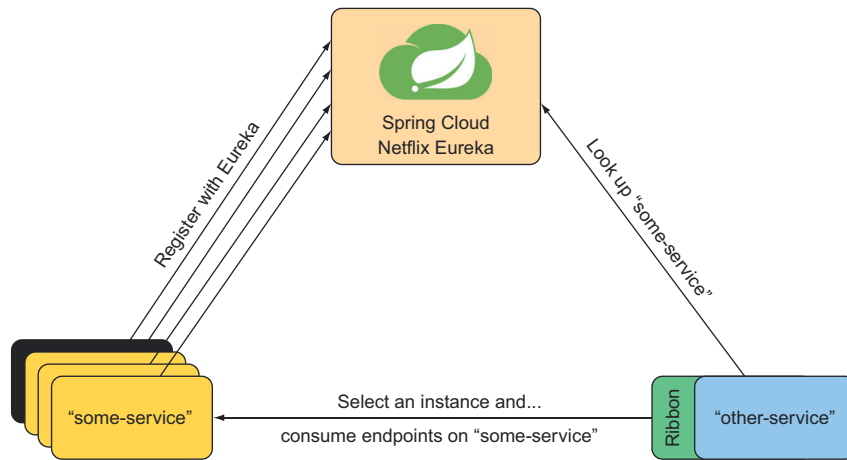 Spring Cloud
Netflix Eureka
Register with Eureka
Look up “some-service”
“some-service”
Select an instance and...
consume endpoints on “some-service”
Ribbon
“other-service”